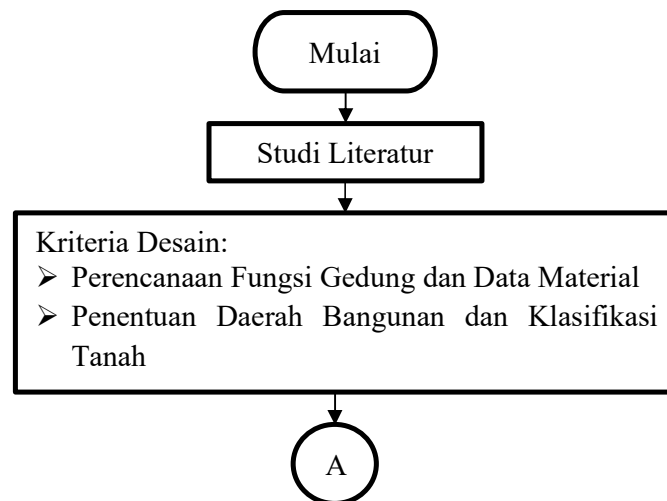 Mulai
Studi Literatur
Kriteria Desain:
➢ Perencanaan Fungsi Gedung dan Data Material
➢ Penentuan Daerah Bangunan dan Klasifikasi
Tanah
A